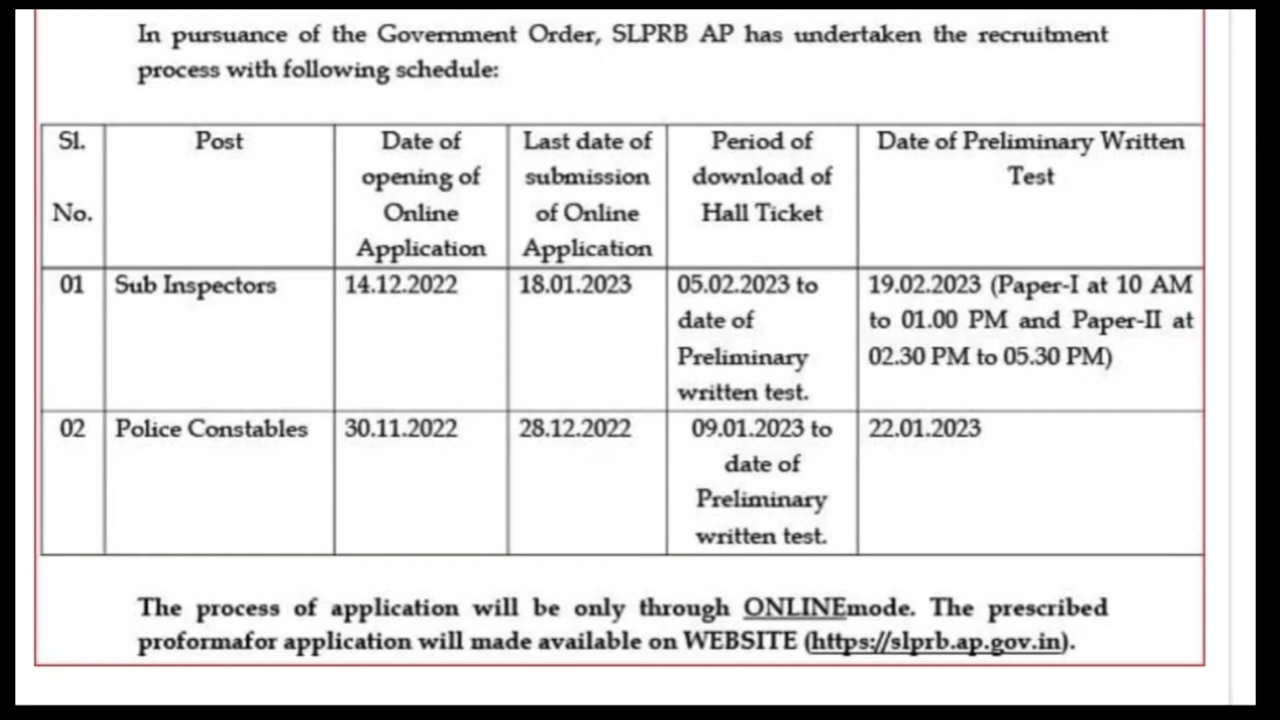 In pursuance of the Government Order, SLPRB AP has undertaken the recruitment
process with following schedule:
Sl.
No.
Post
Date of
opening of
Online
Application
Last date of
submission
of Online
Application
Period of
download of
Hall Ticket
Date of Preliminary Written
Test
01
Sub Inspectors
14.12.2022
18.01.2023
05.02.2023 to
date of
Preliminary
written test.
19.02.2023 (Paper-I at 10 AM
to 01.00 PM and Paper-II at
02.30 PM to 05.30 PM)
02
Police Constables
30.11.2022
28.12.2022
09.01.2023 to
date of
Preliminary
written test.
22.01.2023
The process of application will be only through ONLINEmode. The prescribed
proformafor application will made available on WEBSITE (https://slprb.ap.gov.in).